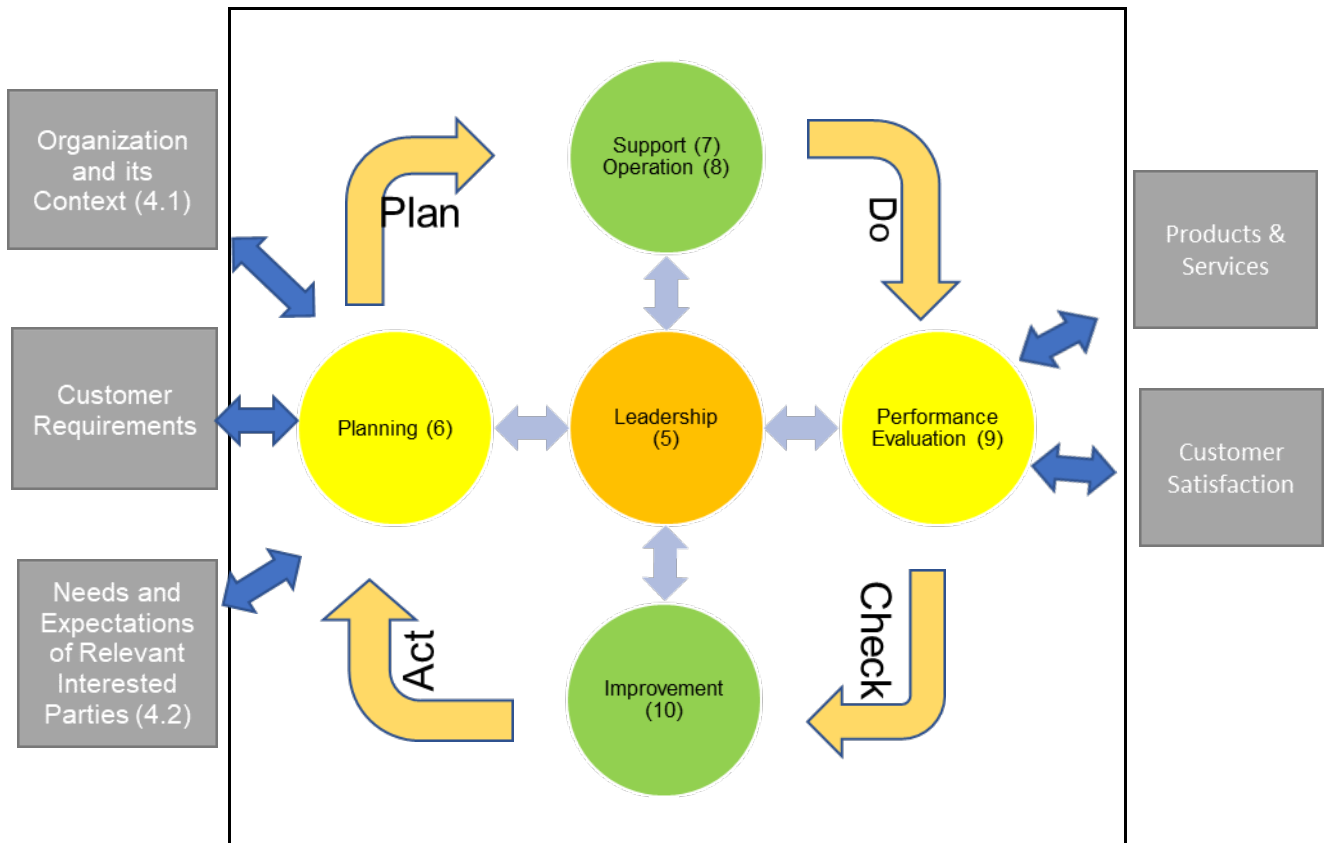 Organization
and its
Context (4.1)
Customer
Requirements
Needs and
Expectations
of Relevant
Interested
Parties (4.2)
Plan
Support (7)
Operation (8)
Do
Planning (6)
Leadership
(5)
Performance
Evaluation (9)
Act
Improvement
(10)
Check
Products &
Services
Customer
Satisfaction